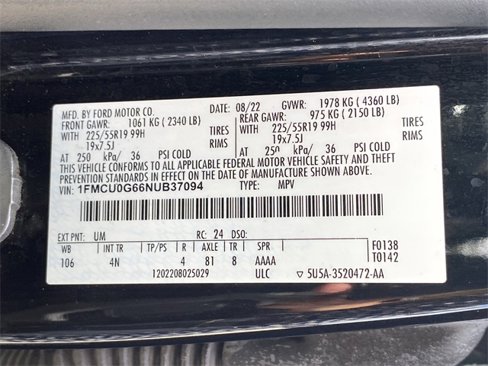 MFD. BY FORD MOTOR CO.
DATE: 08/22 GVWR: 1978 KG ( 4360 LB)
FRONT GAWR: 1061 KG ( 2340 LB) REAR GAWR: 975 KG ( 2150 LB)
WITH 225/55R19 99H TIRES WITH 225/55R19 99H TIRES
19x7.5J RIMS 19x7.5J RIMS
AT 250 kPa/ 36 PSI COLD AT 250 kPa/ 36 PSI COLD
THIS VEHICLE CONFORMS TO ALL APPLICABLE FEDERAL MOTOR VEHICLE SAFETY AND THEFT
PREVENTION STANDARDS IN EFFECT ON THE DATE OF MANUFACTURE SHOWN ABOVE.
VIN: 1FMCU0G66NUB37094 TYPE: MPV
EXT PNT: UM RC: 24 DSO: F0138
WB INT TR TP/PS R AXLE TR SPR T0142
106 4N 4 81 8 AAAA
1202208025029 ULC 5U5A-3520472-AA